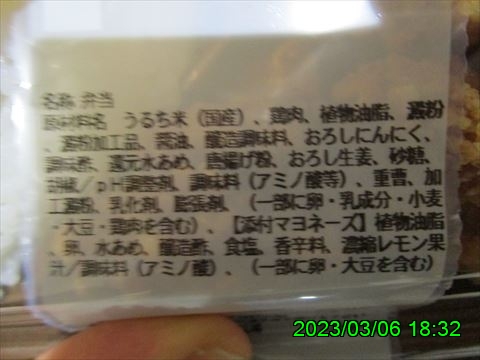 名称 弁当
原材料名 うるち米(国産)、鶏肉、植物油脂、澱粉
、澱粉加工品、醤油、醸造調味料、おろしにんにく、
調味酢、還元水あめ、唐揚げ粉、おろし生姜、砂糖、
胡椒/pH調整剤、調味料(アミノ酸等)、重曹、加
工澱粉、乳化剤、膨張剤、(一部に卵・乳成分・小麦
・大豆・鶏肉を含む)、【添付マヨネーズ】植物油脂
、卵、水あめ、醸造酢、食塩、香辛料、濃縮レモン果
汁/調味料(アミノ酸)、(一部に卵・大豆を含む)
2023/03/06 18:32